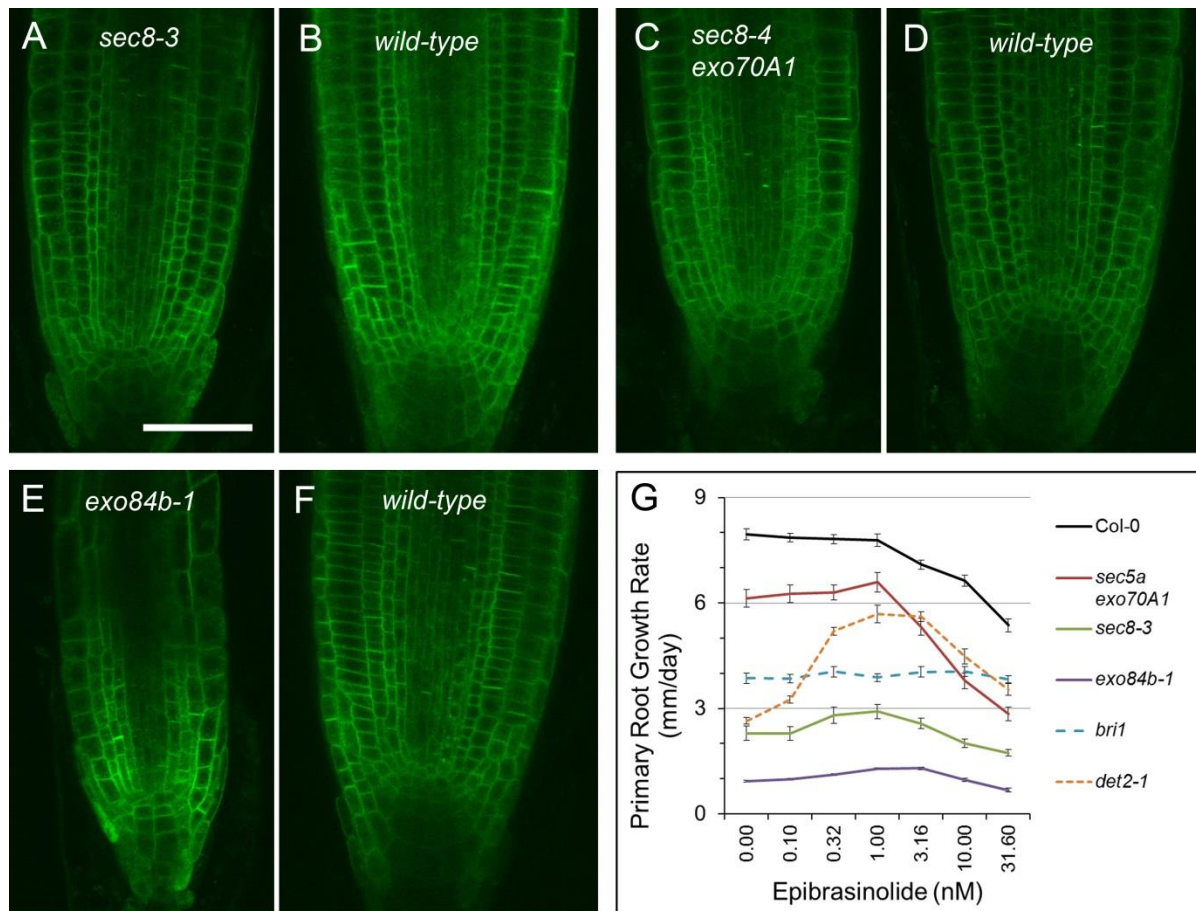 A
sec8-3
B
wild-type
C
sec8-4
exo70A1
D
wild-type
E
exo84b-1
F
wild-type
G
9
6
3
0
Primary Root Growth Rate
(mm/day)
0.00
0.10
0.32
1.00
3.16
10.00
31.60
Epibrasinolide (nM)
Col-0
sec5a
exo70A1
sec8-3
exo84b-1
bri1
det2-1